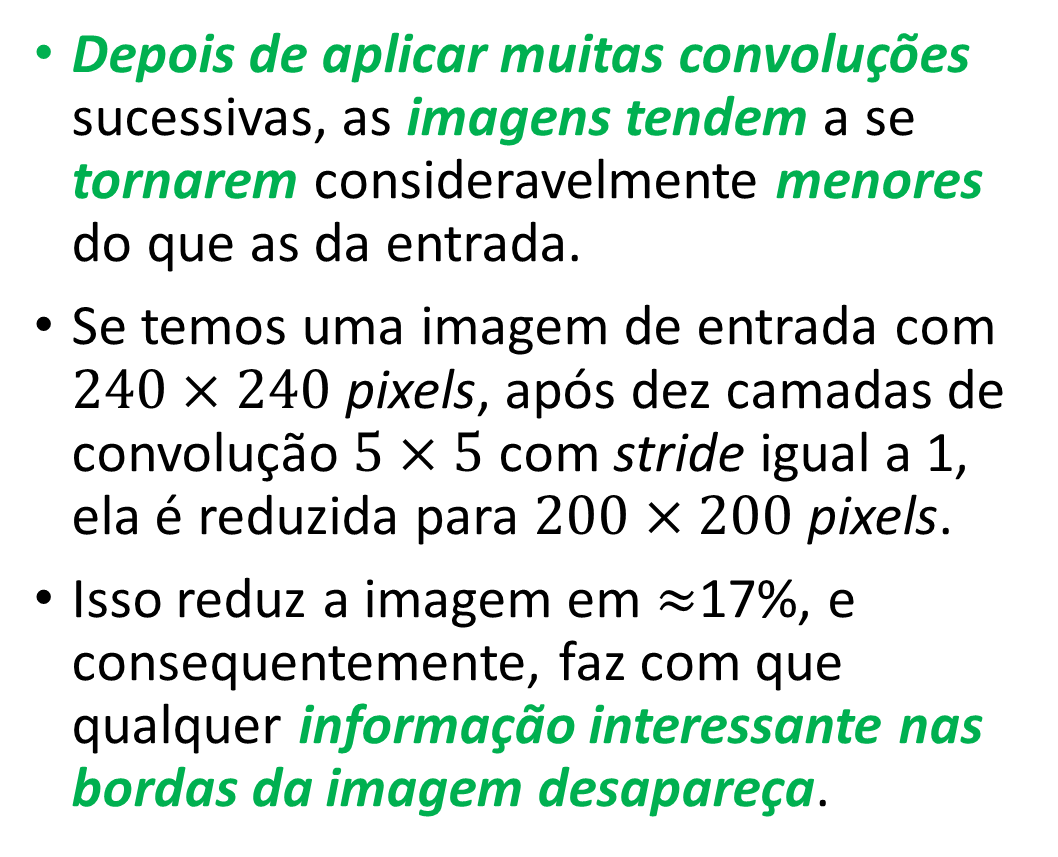 • Depois de aplicar muitas convoluções
sucessivas, as imagens tendem a se
tornarem consideravelmente menores
do que as da entrada.
• Se temos uma imagem de entrada com
240 × 240 pixels, após dez camadas de
convolução 5 × 5 com stride igual a 1,
ela é reduzida para 200 × 200 pixels.
• Isso reduz a imagem em ≈17%, e
consequentemente, faz com que
qualquer informação interessante nas
bordas da imagem desapareça.